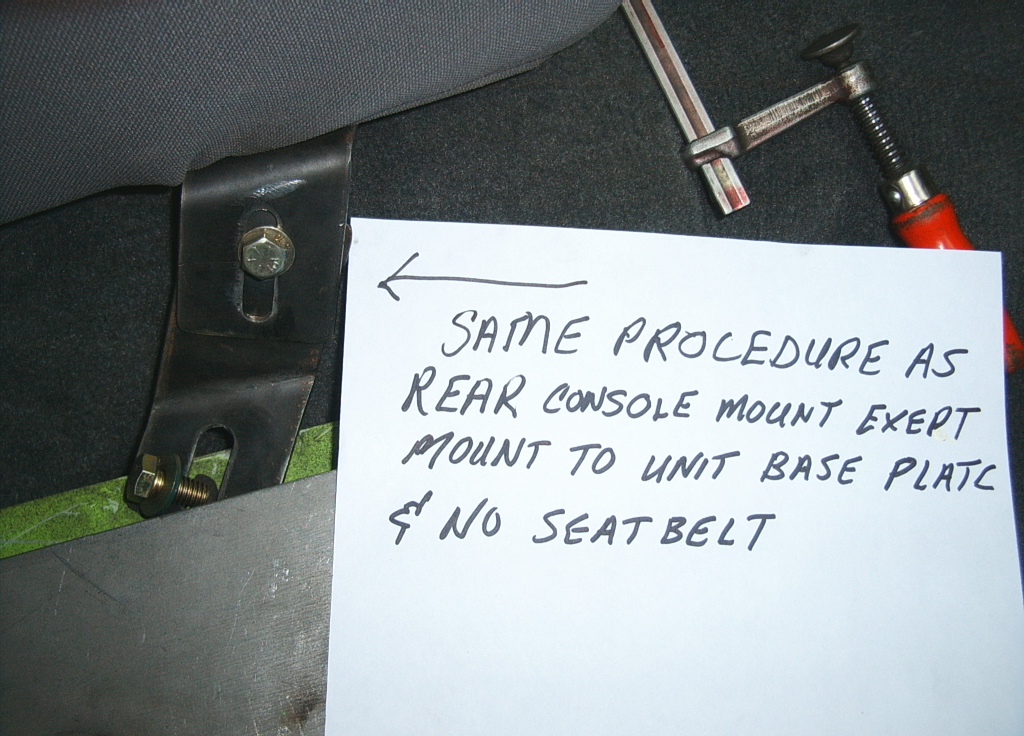 SAME PROCEDURE AS
REAR CONSOLE MOUNT EXEPT
MOUNT TO UNIT BASE PLATE
& NO SEATBELT